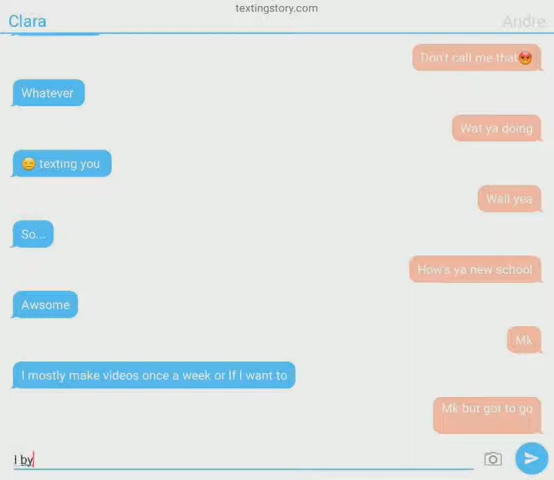 textingstory.com
Clara
Andre
Don't call me that😡
Whatever
Wat ya doing
😑 texting you
Wall yea
So...
How's ya new school
Awsome
Mk
I mostly make videos once a week or If I want to
Mk but got to go
I by